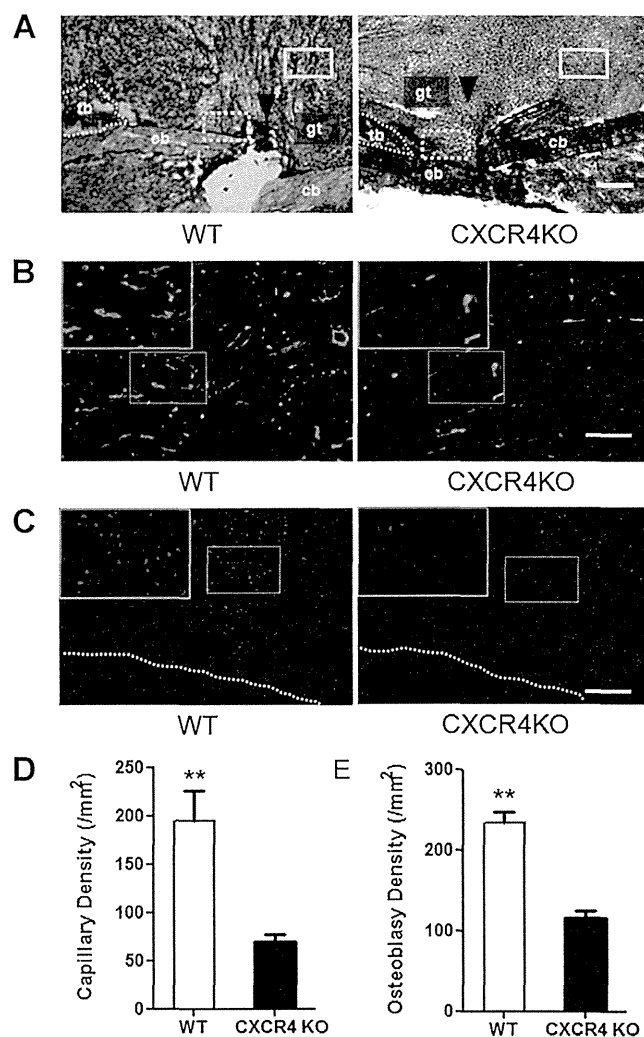 A
gt
tb
cb
gt
cb
tb
cb
cb
WT
CXCR4KO
B
WT
CXCR4KO
C
WT
CXCR4KO
D
Capillary Density (/mm²)
250
200
150
100
50
0
**
WT
CXCR4 KO
E
Osteoblasy Density (/mm²)
300
200
100
0
**
WT
CXCR4 KO